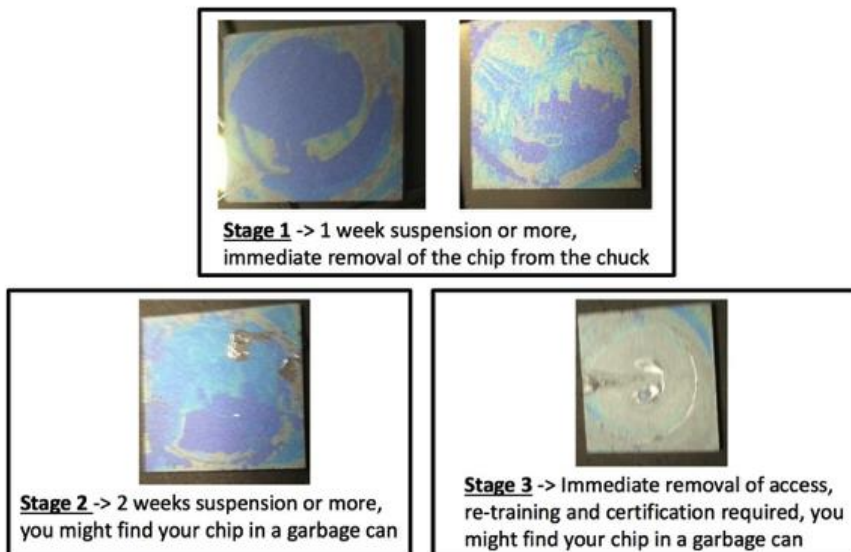 Stage 1 -> 1 week suspension or more,
immediate removal of the chip from the chuck
Stage 2 -> 2 weeks suspension or more,
you might find your chip in a garbage can
Stage 3 -> Immediate removal of access,
re-training and certification required, you
might find your chip in a garbage can